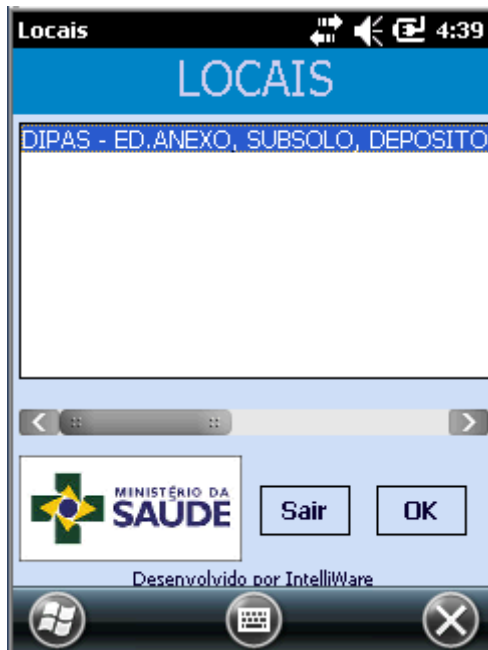 Locais 4:39
LOCAIS
DIPAS - ED.ANEXO, SUBSOLO, DEPOSITO
MINISTÉRIO DA
SAÚDE
Sair OK
Desenvolvido por IntelliWare